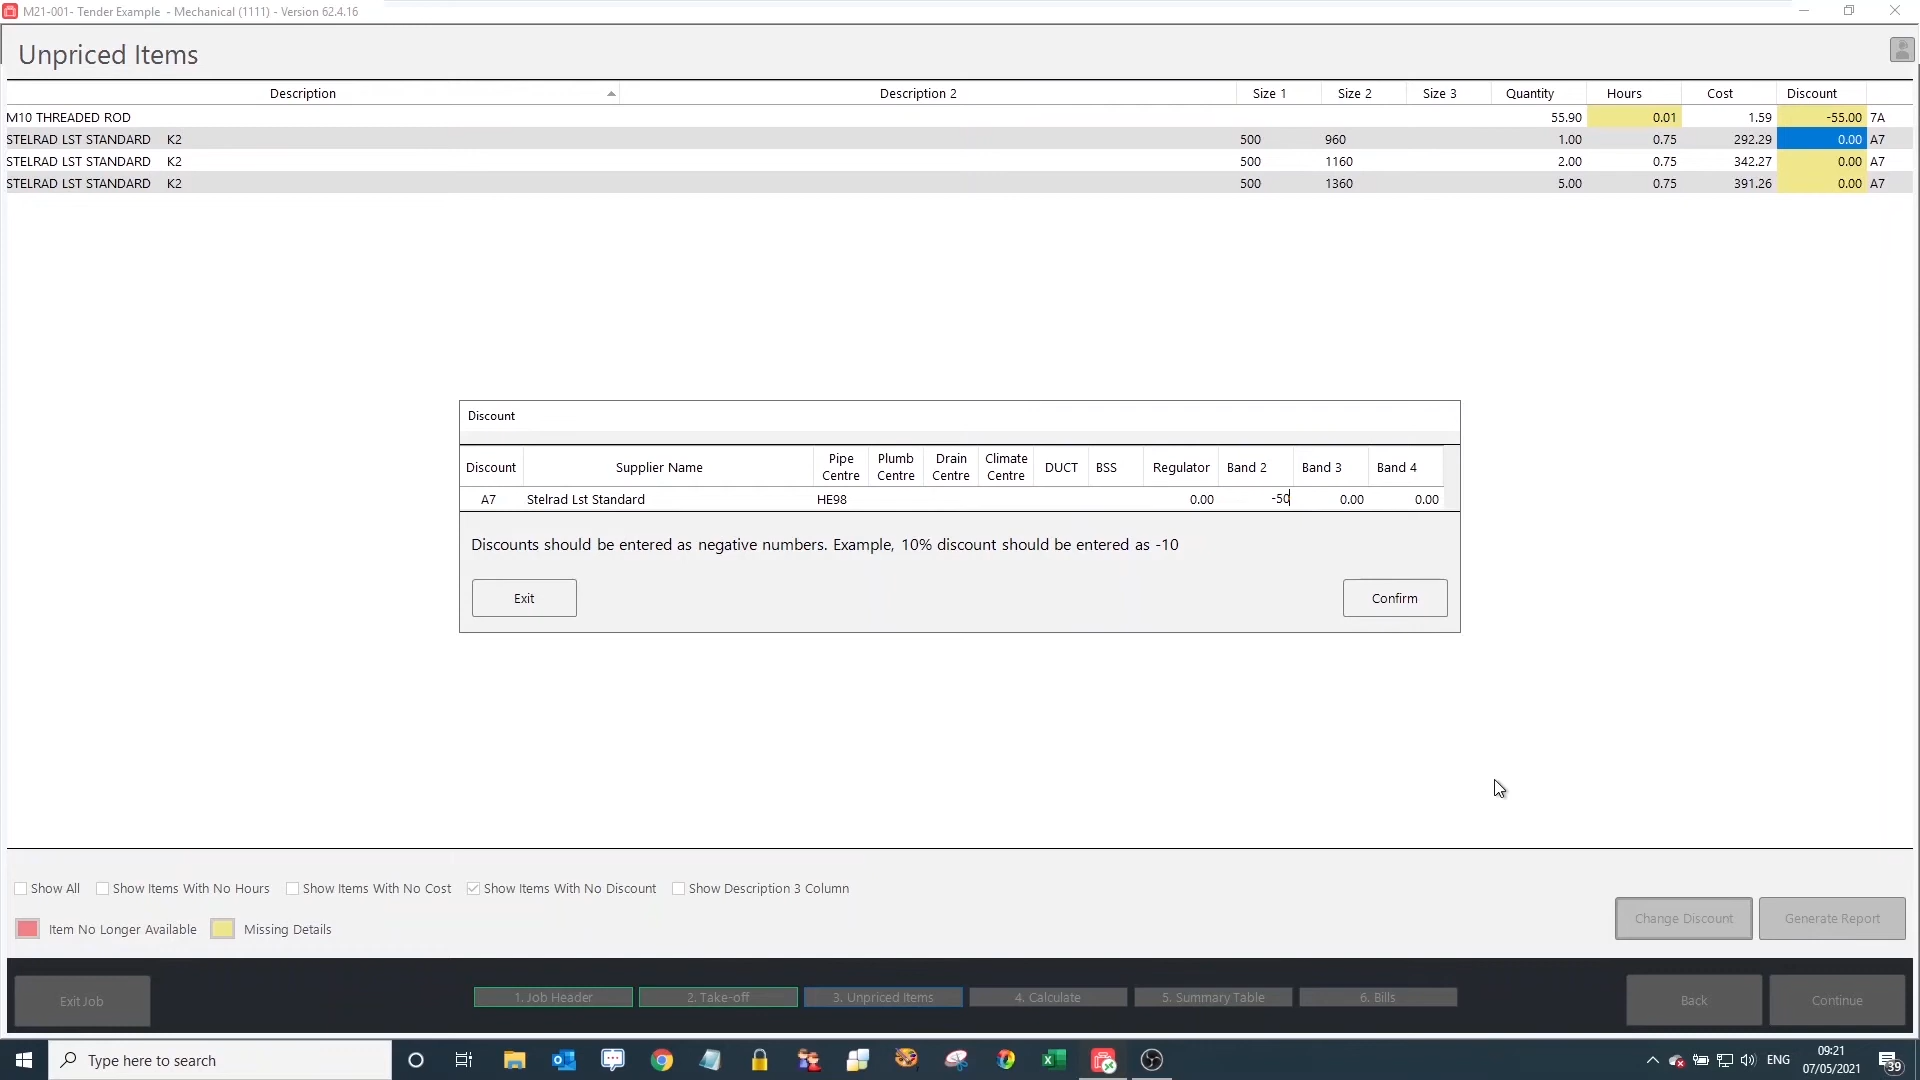 M21-001- Tender Example - Mechanical (1111) - Version 62.4.16
Unpriced Items
Description Description 2 Size 1 Size 2 Size 3 Quantity Hours Cost Discount
M10 THREADED ROD 55.90 0.01 1.59 -55.00 7A
STELRAD LST STANDARD K2 500 960 1.00 0.75 292.29 0.00 A7
STELRAD LST STANDARD K2 500 1160 2.00 0.75 342.27 0.00 A7
STELRAD LST STANDARD K2 500 1360 5.00 0.75 391.26 0.00 A7
Discount
Discount Supplier Name Pipe Centre Plumb Centre Drain Centre Climate Centre DUCT BSS Regulator Band 2 Band 3 Band 4
A7 Stelrad Lst Standard HE98 0.00 -50 0.00 0.00
Discounts should be entered as negative numbers. Example, 10% discount should be entered as -10
Exit Confirm
Show All Show Items With No Hours Show Items With No Cost Show Items With No Discount Show Description 3 Column
Item No Longer Available Missing Details
Change Discount Generate Report
Exit Job 1. Job Header 2. Take-off 3. Unpriced Items 4. Calculate 5. Summary Table 6. Bills Back Continue
Type here to search ENG 09:21
07/05/2021 39